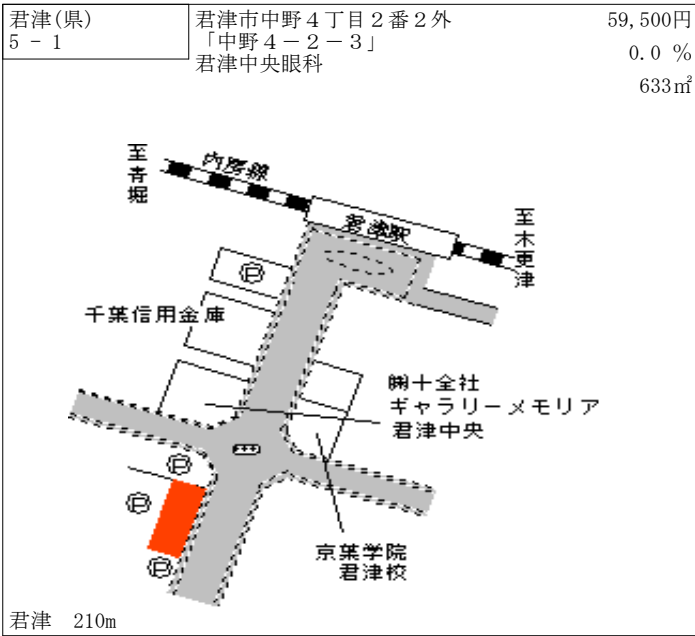 君津(県)
5 - 1
君津市中野４丁目２番２外
「中野４－２－３」
君津中央眼科
59,500円
0.0 %
633㎡
至青堀
内房線
君津駅
至木更津
Ⓟ
千葉信用金庫
㈱十全社
ギャラリーメモリア
君津中央
Ⓟ
Ⓟ
Ⓟ
京葉学院
君津校
君津　210m